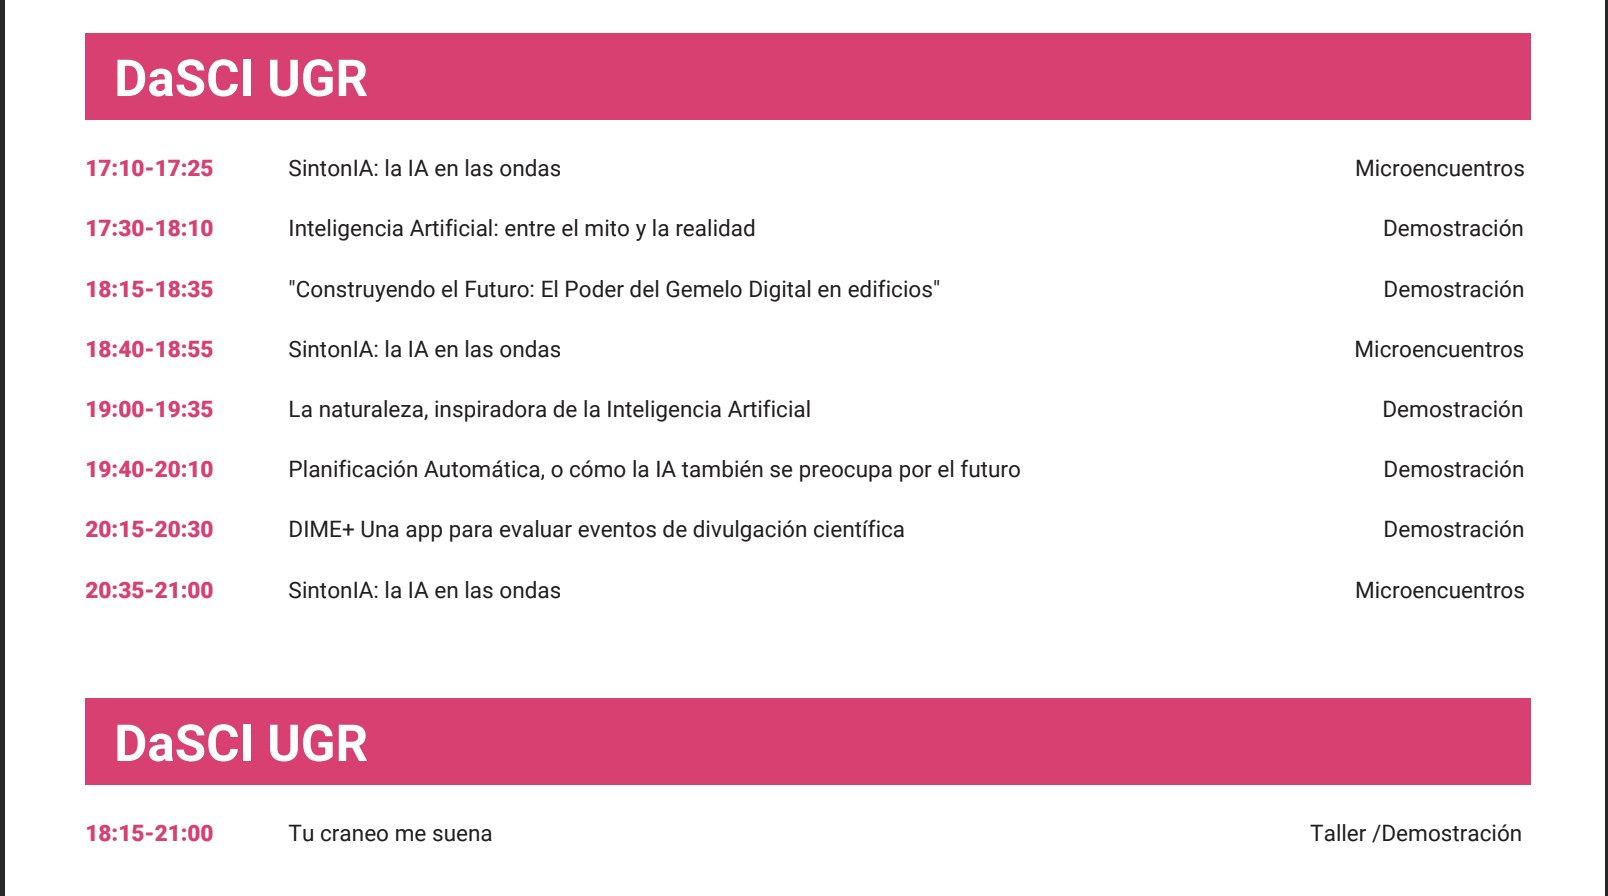 DaSCI UGR
17:10-17:25 SintonIA: la IA en las ondas Microencuentros
17:30-18:10 Inteligencia Artificial: entre el mito y la realidad Demostración
18:15-18:35 "Construyendo el Futuro: El Poder del Gemelo Digital en edificios" Demostración
18:40-18:55 SintonIA: la IA en las ondas Microencuentros
19:00-19:35 La naturaleza, inspiradora de la Inteligencia Artificial Demostración
19:40-20:10 Planificación Automática, o cómo la IA también se preocupa por el futuro Demostración
20:15-20:30 DIME+ Una app para evaluar eventos de divulgación científica Demostración
20:35-21:00 SintonIA: la IA en las ondas Microencuentros
DaSCI UGR
18:15-21:00 Tu craneo me suena Taller /Demostración